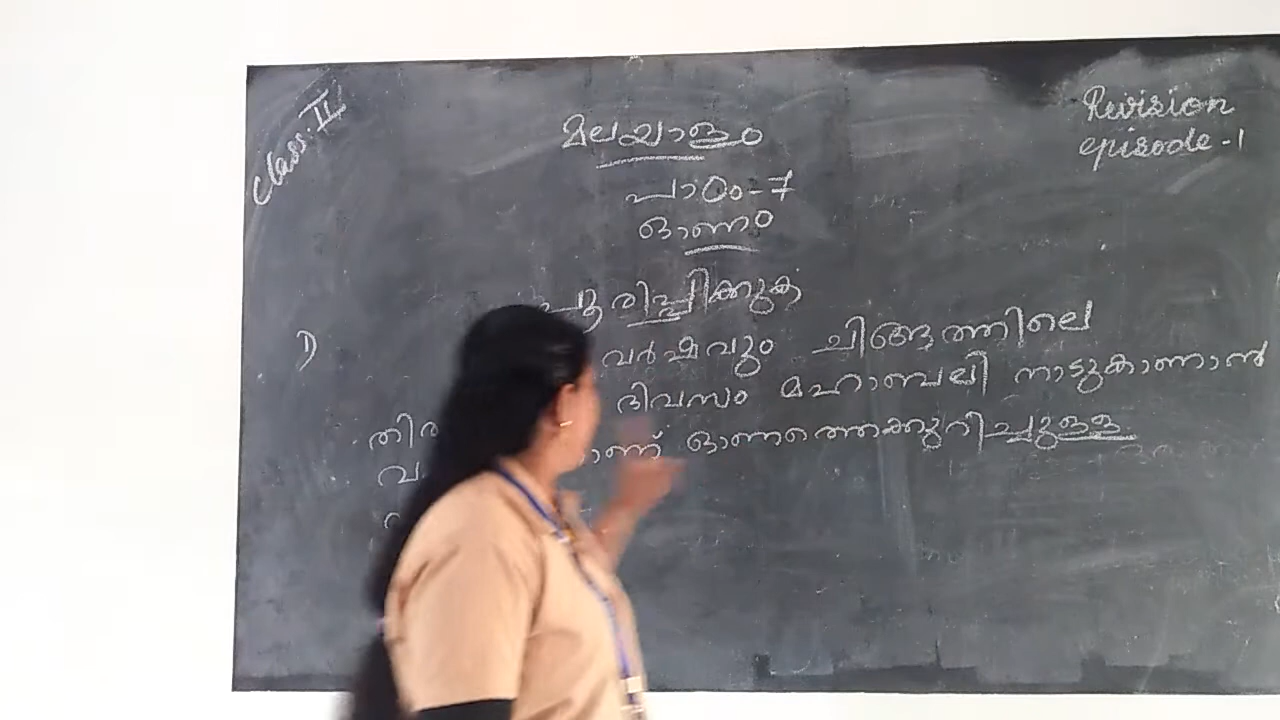 Class: II
Revision
episode - 1
മലയാളം
പാഠം - 7
ഓണം
പൂരിപ്പിക്കുക
1)
വർഷവും ചിങ്ങത്തിലെ
ദിവസം മഹാബലി നാടുകാണാൻ
ഓണത്തെക്കുറിച്ചുള്ള